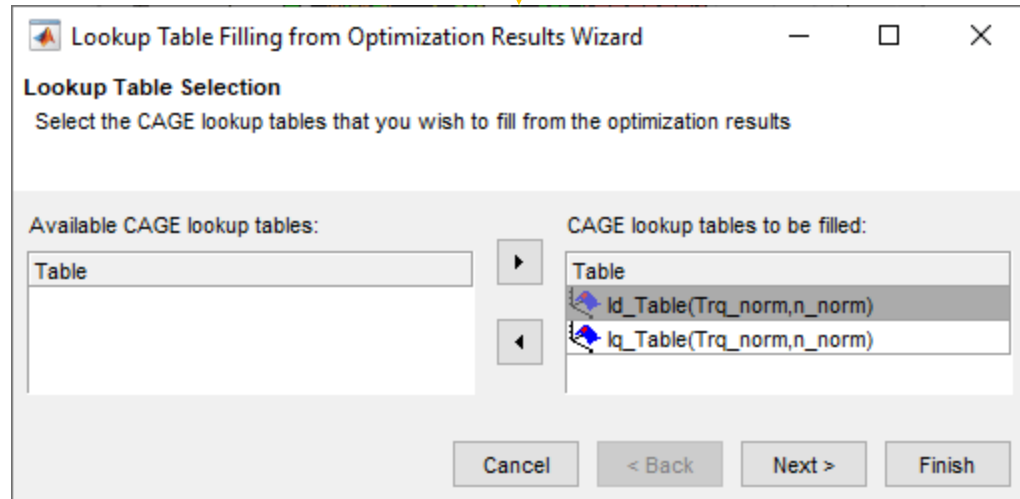 Lookup Table Filling from Optimization Results Wizard
Lookup Table Selection
Select the CAGE lookup tables that you wish to fill from the optimization results
Available CAGE lookup tables:
Table
CAGE lookup tables to be filled:
Table
Id_Table(Trq_norm,n_norm)
Iq_Table(Trq_norm,n_norm)
Cancel
< Back
Next >
Finish